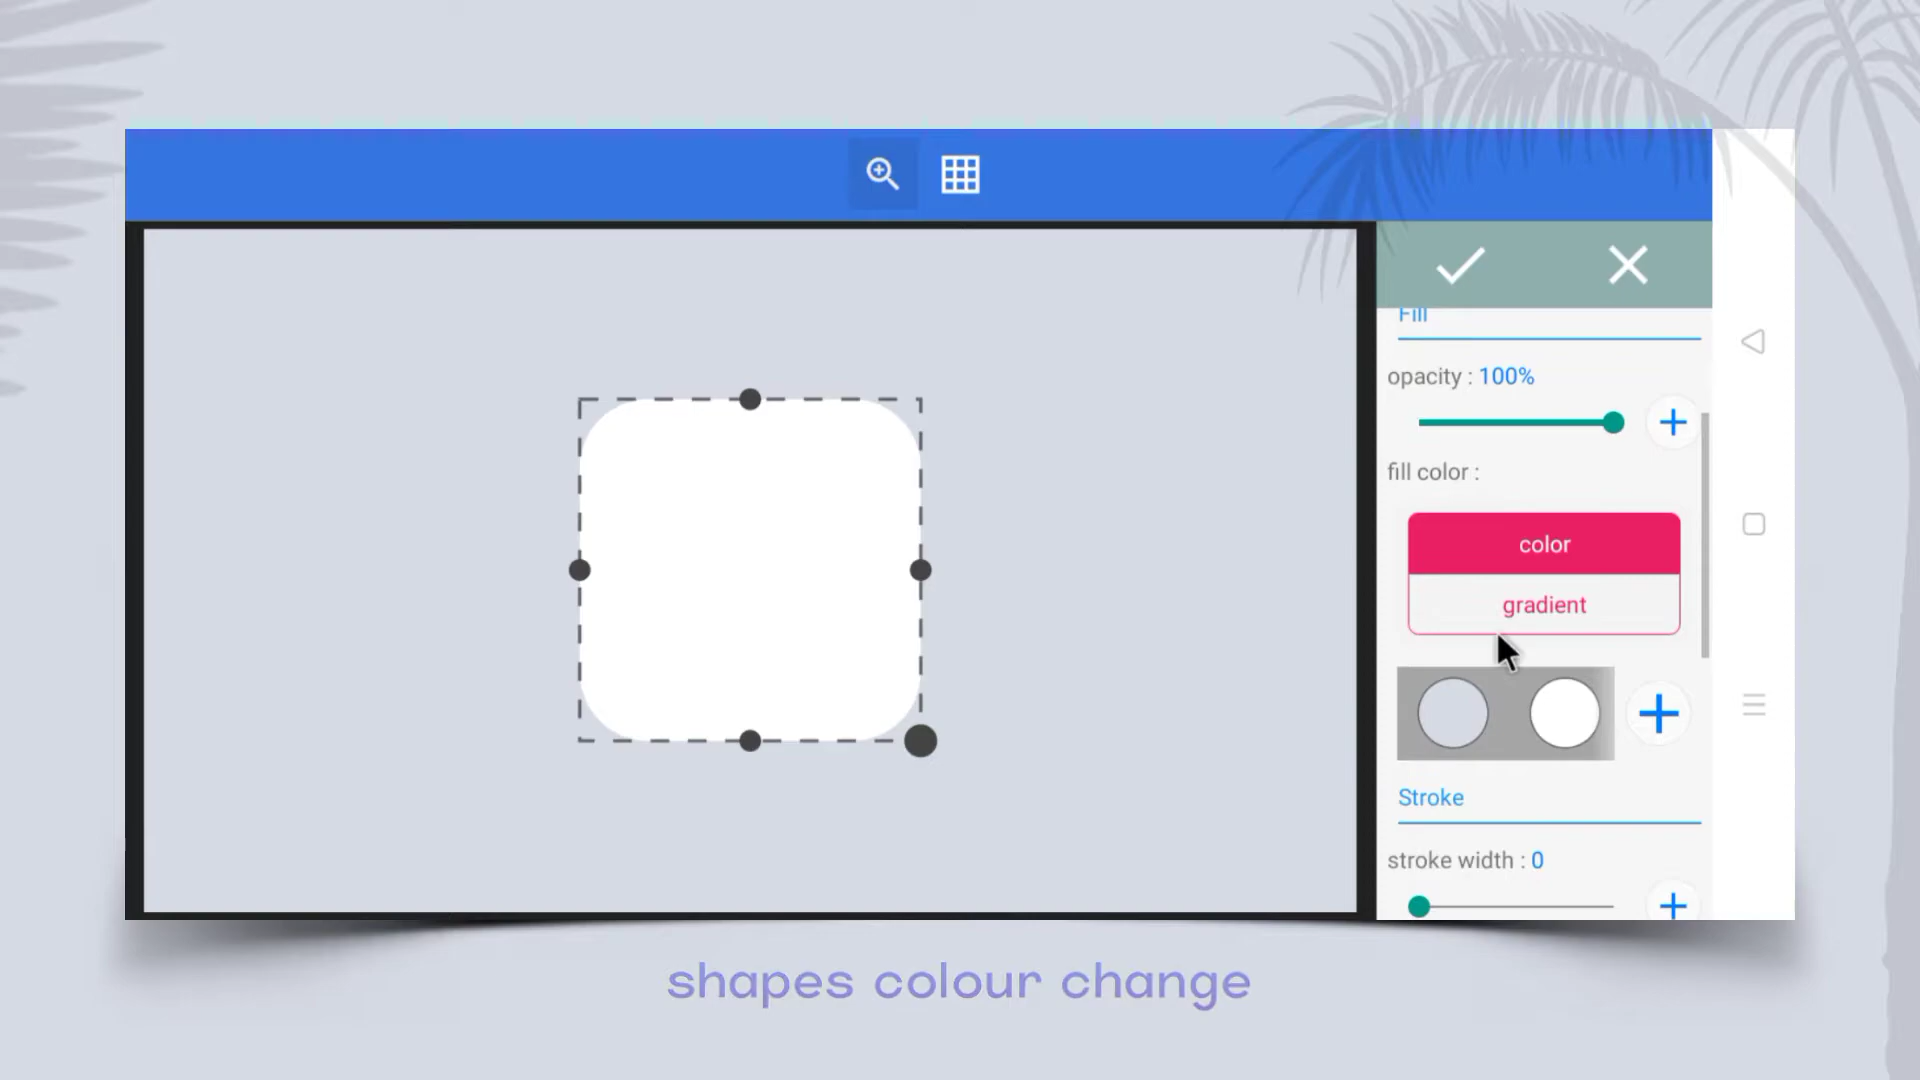 Fill
opacity : 100%
fill color :
color
gradient
Stroke
stroke width : 0
shapes colour change